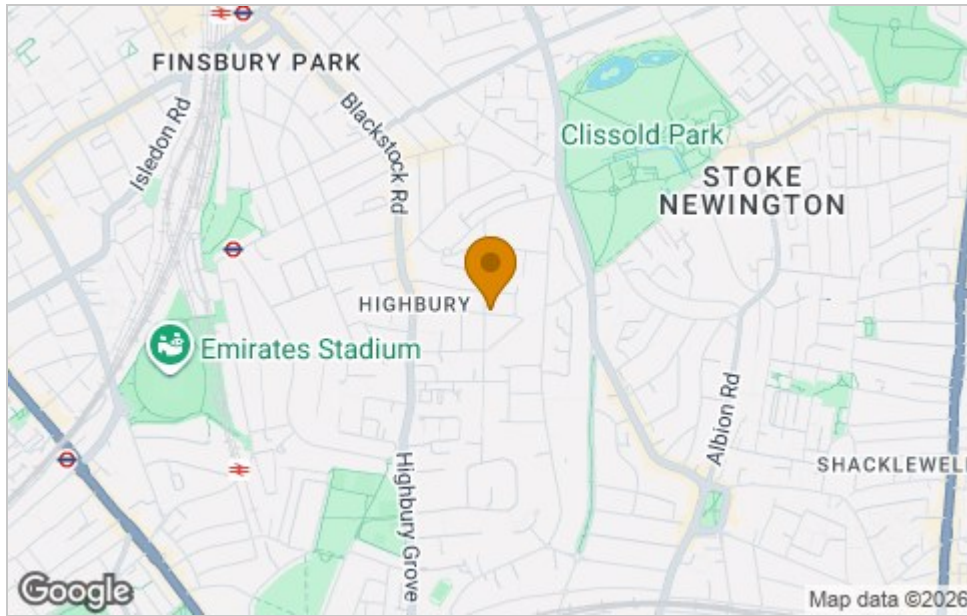 FINSBURY PARK
Isledon Rd
Blackstock Rd
Clissold Park
STOKE
NEWINGTON
HIGHBURY
Emirates Stadium
Albion Rd
SHACKLEWELL
Highbury Grove
Google
Map data ©2026